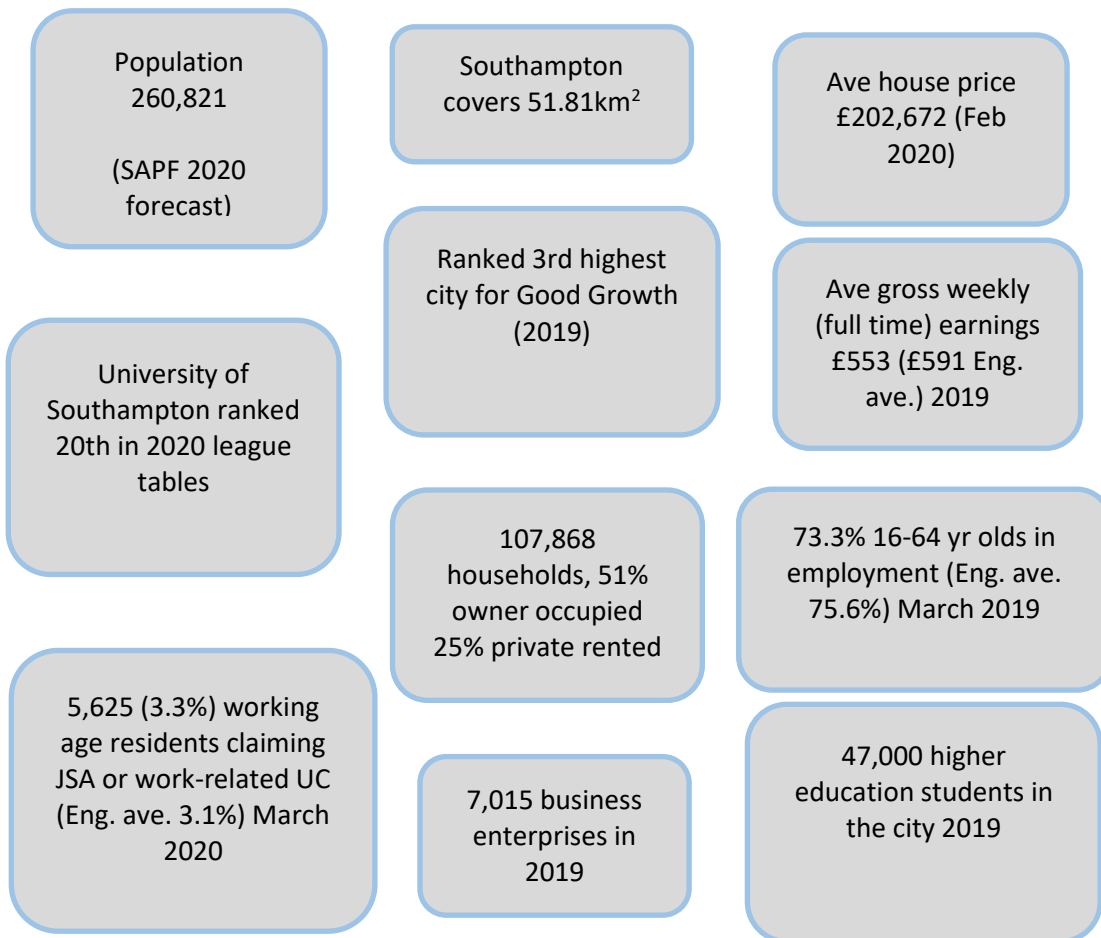 Population
260,821
(SAPF 2020
forecast)
Southampton
covers 51.81km²
Ave house price
£202,672 (Feb
2020)
Ranked 3rd highest
city for Good Growth
(2019)
Ave gross weekly
(full time) earnings
£553 (£591 Eng.
ave.) 2019
University of
Southampton ranked
20th in 2020 league
tables
107,868
households, 51%
owner occupied
25% private rented
73.3% 16-64 yr olds in
employment (Eng. ave.
75.6%) March 2019
5,625 (3.3%) working
age residents claiming
JSA or work-related UC
(Eng. ave. 3.1%) March
2020
7,015 business
enterprises in
2019
47,000 higher
education students in
the city 2019